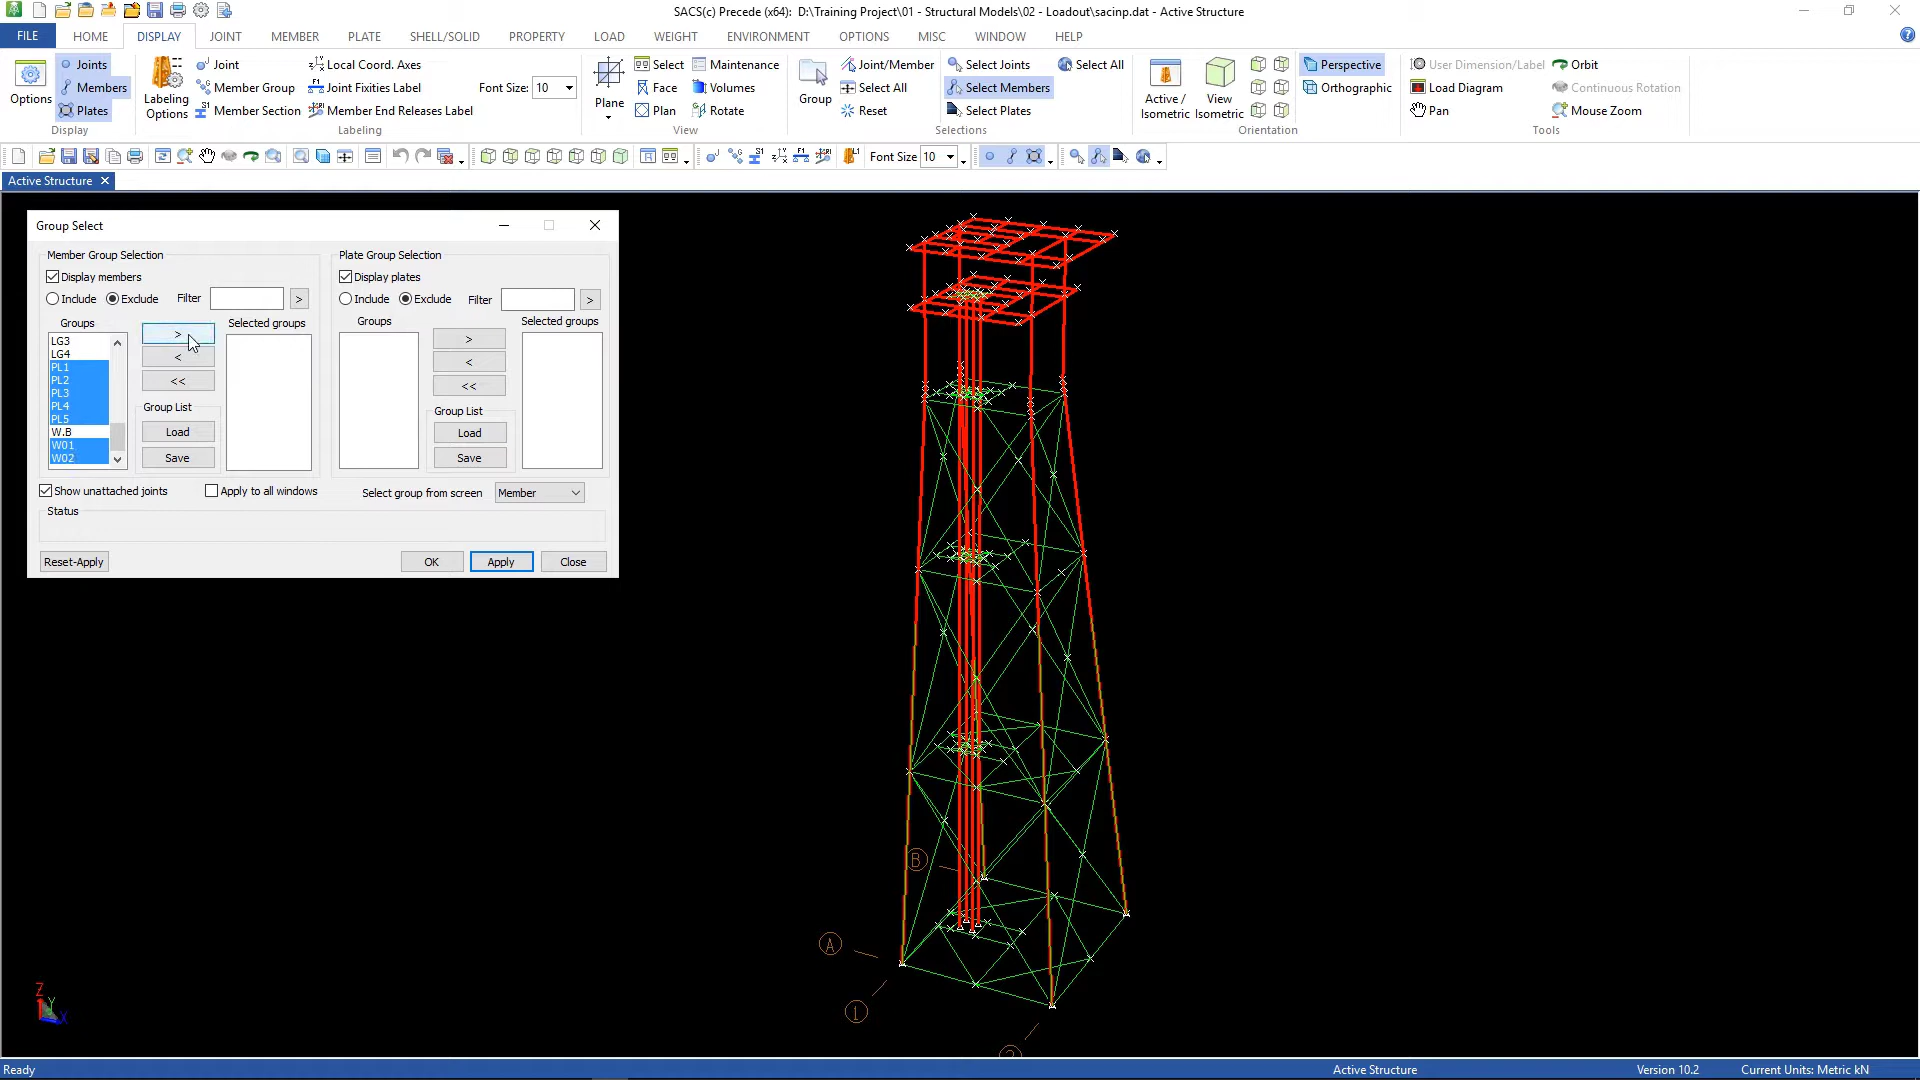 SACS(c) Precede (x64):  D:\Training Project\01 - Structural Models\02 - Loadout\sacinp.dat - Active Structure
FILE HOME DISPLAY JOINT MEMBER PLATE SHELL/SOLID PROPERTY LOAD WEIGHT ENVIRONMENT OPTIONS MISC WINDOW HELP
Joints Joint Local Coord. Axes Select Maintenance Joint/Member Select Joints Select All Perspective User Dimension/Label Orbit
Members Member Group Joint Fixities Label Font Size: 10 Face Volumes Select All Select Members Orthographic Load Diagram Continuous Rotation
Options Labeling Options Plane Group Active / Isometric View Isometric
Plates Member Section Member End Releases Label Plan Rotate Reset Select Plates Pan Mouse Zoom
Display Labeling View Selections Orientation Tools
Font Size 10
Active Structure
Group Select
Member Group Selection Plate Group Selection
Display members Display plates
Include Exclude Filter > Include Exclude Filter >
Groups Selected groups Groups Selected groups
LG3
LG4
PL1
PL2
PL3
PL4
PL5
W.B
W01
W02
> >
< <
<< <<
Group List Group List
Load Load
Save Save
Show unattached joints Apply to all windows Select group from screen Member
Status
Reset-Apply OK Apply Close
B
A
1
Z
Y
X
Ready Active Structure Version 10.2 Current Units: Metric kN